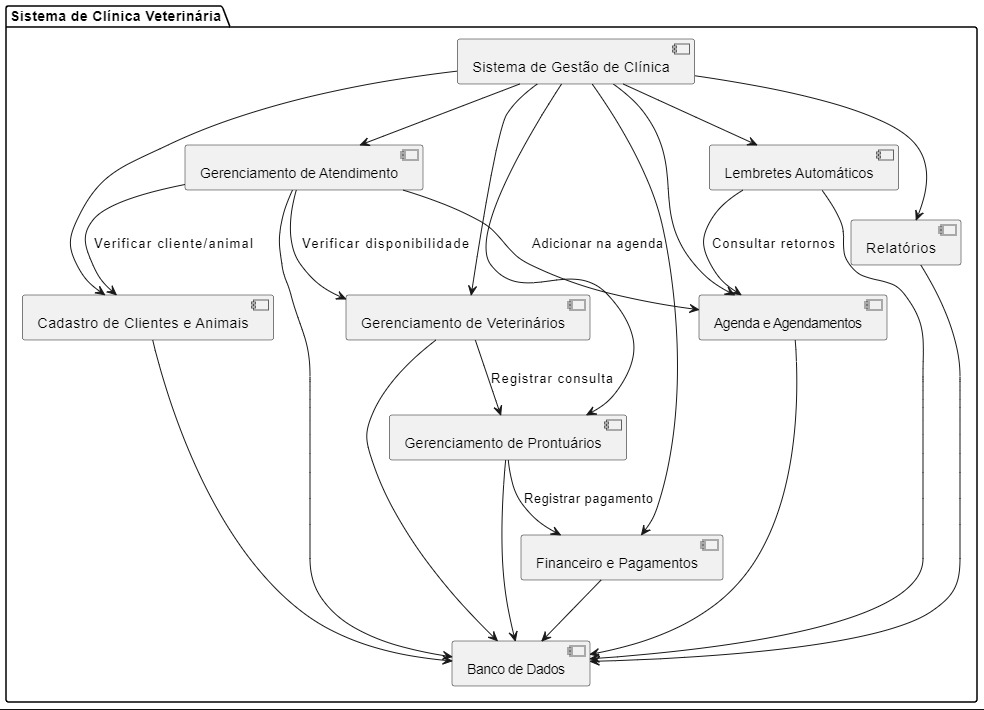 Sistema de Clínica Veterinária
Sistema de Gestão de Clínica
Gerenciamento de Atendimento
Lembretes Automáticos
Verificar cliente/animal
Verificar disponibilidade
Adicionar na agenda
Consultar retornos
Relatórios
Cadastro de Clientes e Animais
Gerenciamento de Veterinários
Agenda e Agendamentos
Registrar consulta
Gerenciamento de Prontuários
Registrar pagamento
Financeiro e Pagamentos
Banco de Dados